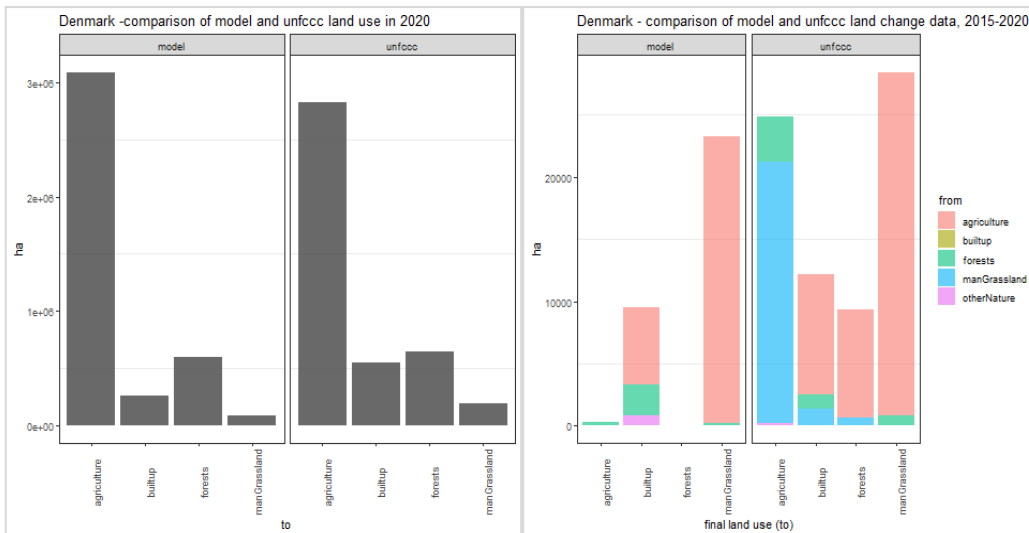 Denmark -comparison of model and unfccc land use in 2020
model
unfccc
3e+06
2e+06
1e+06
0e+00
ha
agriculture
builtup
forests
manGrassland
agriculture
builtup
forests
manGrassland
to
Denmark - comparison of model and unfccc land change data, 2015-2020
model
unfccc
20000
10000
0
ha
agriculture
builtup
forests
manGrassland
agriculture
builtup
forests
manGrassland
final land use (to)
from
agriculture
builtup
forests
manGrassland
otherNature